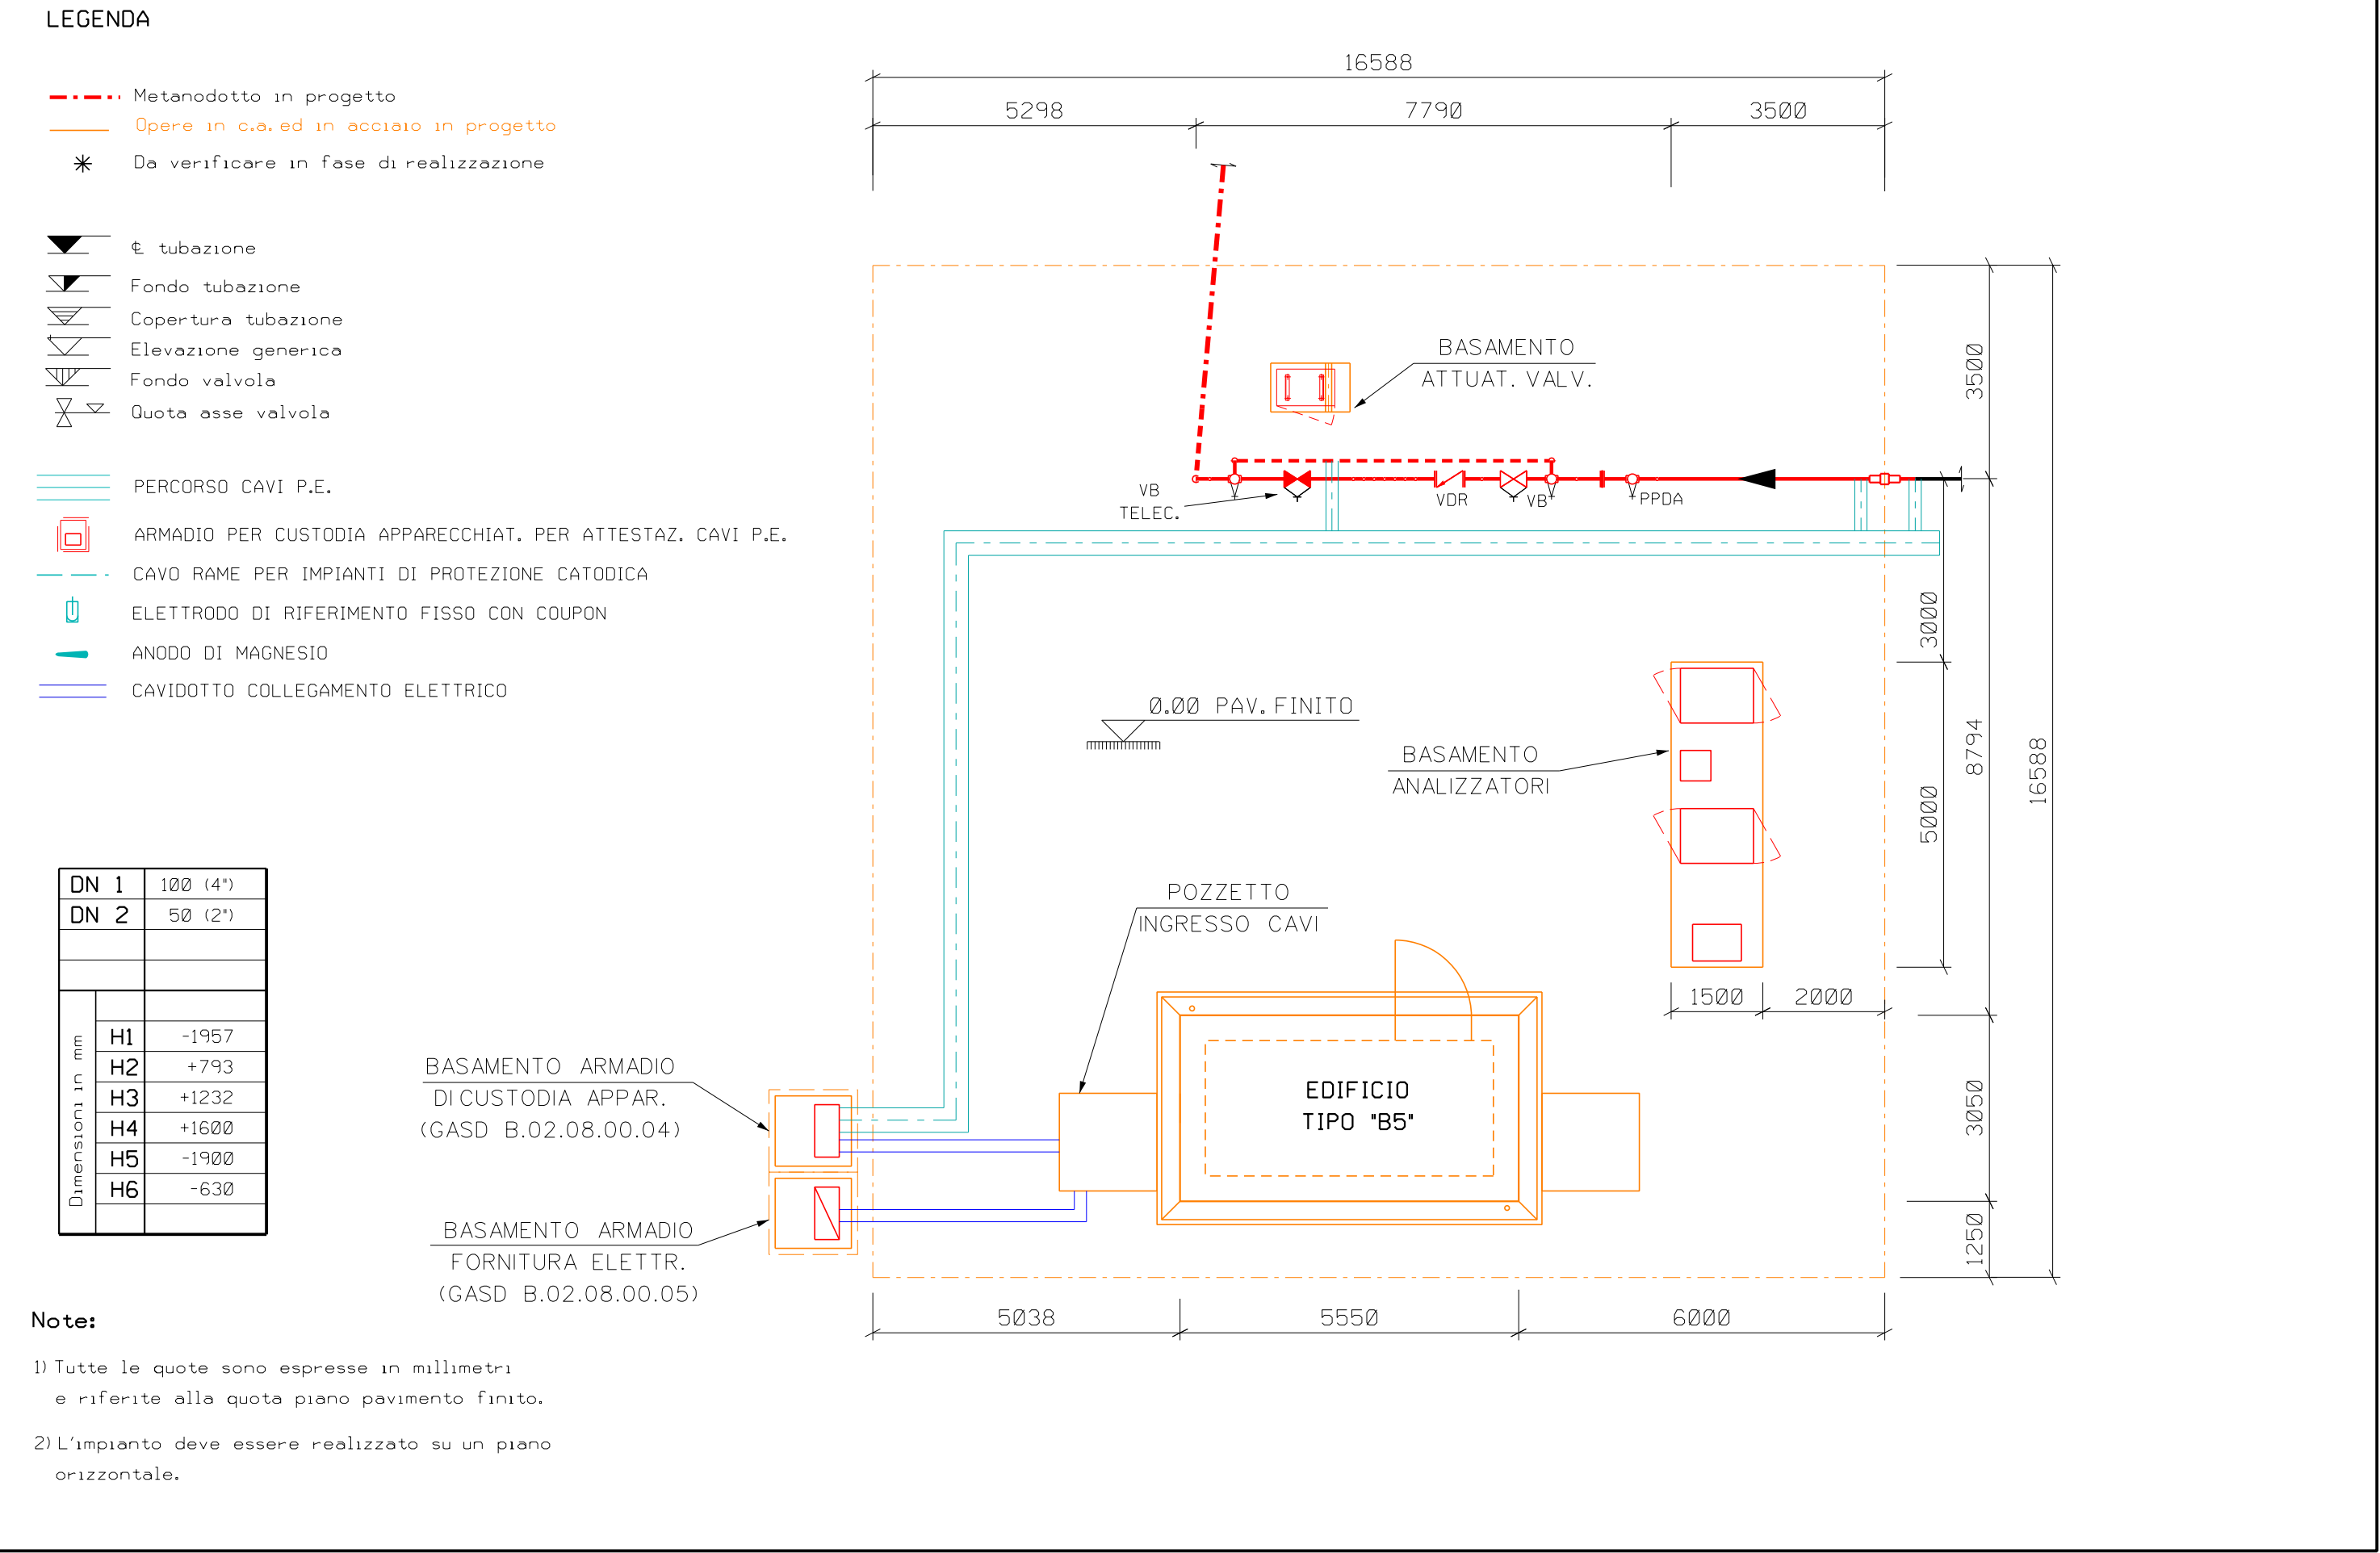 LEGENDA
Metanodotto in progetto
Opere in c.a. ed in acciaio in progetto
Da verificare in fase di realizzazione
℄ tubazione
Fondo tubazione
Copertura tubazione
Elevazione generica
Fondo valvola
Quota asse valvola
PERCORSO CAVI P.E.
ARMADIO PER CUSTODIA APPARECCHIAT. PER ATTESTAZ. CAVI P.E.
CAVO RAME PER IMPIANTI DI PROTEZIONE CATODICA
ELETTRODO DI RIFERIMENTO FISSO CON COUPON
ANODO DI MAGNESIO
CAVIDOTTO COLLEGAMENTO ELETTRICO
DN 1 100 (4")
DN 2 50 (2")
Dimensioni in mm
H1 -1957
H2 +793
H3 +1232
H4 +1600
H5 -1900
H6 -630
Note:
1) Tutte le quote sono espresse in millimetri
e riferite alla quota piano pavimento finito.
2) L'impianto deve essere realizzato su un piano
orizzontale.
16588
5298 7790 3500
BASAMENTO
ATTUAT. VALV.
VB
TELEC.
VDR
VB
PPDA
0.00 PAV. FINITO
BASAMENTO
ANALIZZATORI
POZZETTO
INGRESSO CAVI
EDIFICIO
TIPO "B5"
BASAMENTO ARMADIO
DI CUSTODIA APPAR.
(GASD B.02.08.00.04)
BASAMENTO ARMADIO
FORNITURA ELETTR.
(GASD B.02.08.00.05)
1500 2000
3000
5000
3500
8794
3050
1250
16588
5038 5550 6000